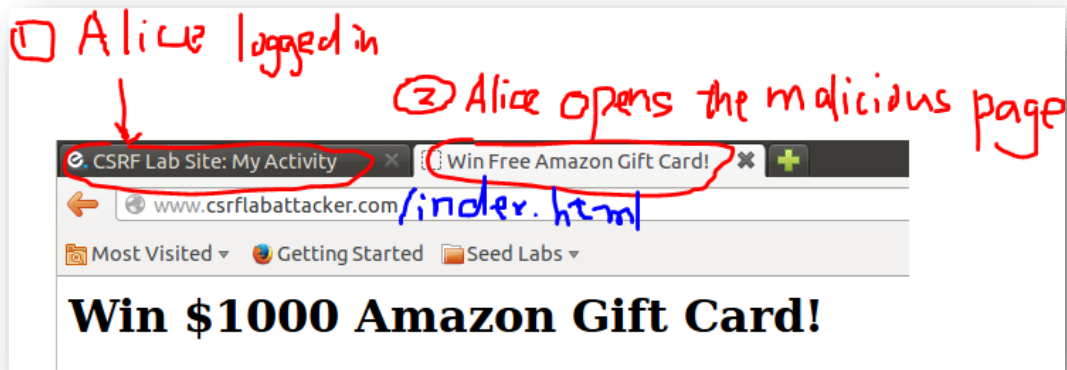 ① Alice logged in
② Alice opens the malicious page
CSRF Lab Site: My Activity
Win Free Amazon Gift Card!
www.csrflabattacker.com/index.html
Most Visited
Getting Started
Seed Labs
Win $1000 Amazon Gift Card!